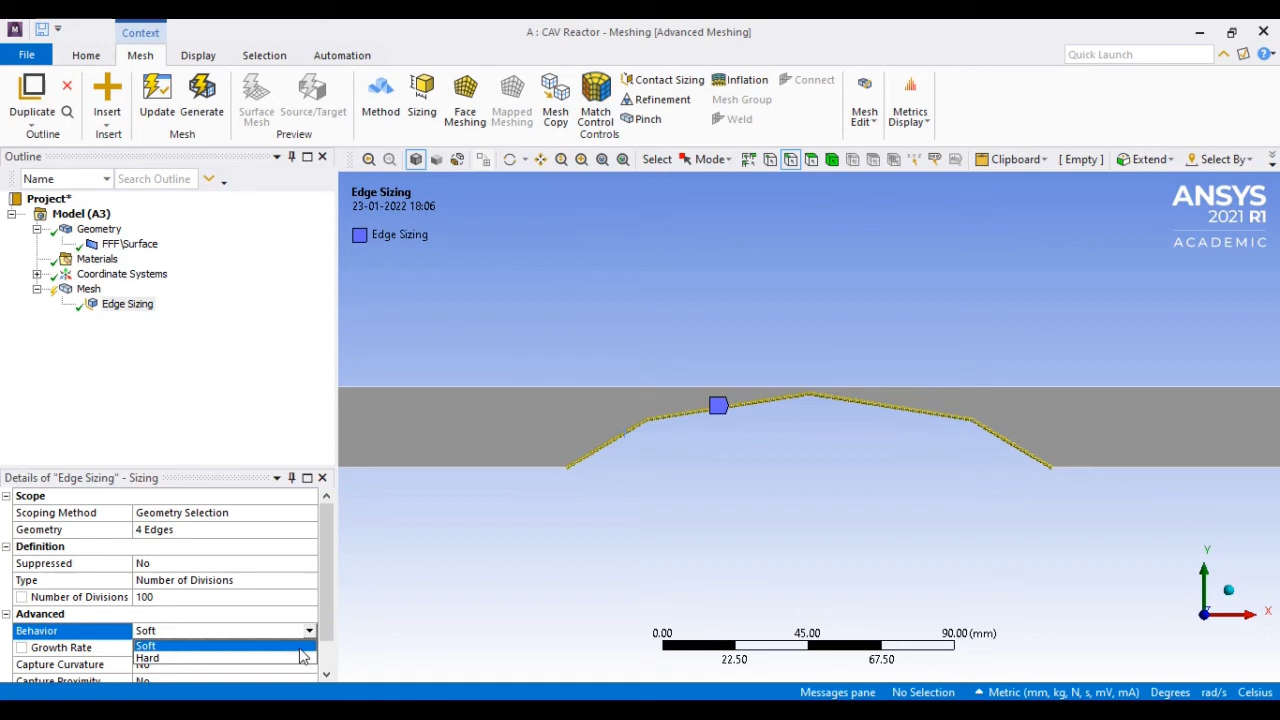 Context
A : CAV Reactor - Meshing [Advanced Meshing]
File Home Mesh Display Selection Automation
Quick Launch
Duplicate
Outline
Insert
Insert
Update Generate
Mesh
Surface Mesh
Source/Target
Preview
Method Sizing Face Meshing Mapped Meshing Mesh Copy Match Control
Contact Sizing
Refinement
Pinch
Inflation
Mesh Group
Weld
Connect
Controls
Mesh Edit
Metrics Display
Outline
Name Search Outline
Project*
Model (A3)
Geometry
FFF\Surface
Materials
Coordinate Systems
Mesh
Edge Sizing
Select Mode Clipboard [ Empty ] Extend Select By
Edge Sizing
23-01-2022 18:06
Edge Sizing
ANSYS
2021 R1
ACADEMIC
Details of "Edge Sizing" - Sizing
Scope
Scoping Method Geometry Selection
Geometry 4 Edges
Definition
Suppressed No
Type Number of Divisions
Number of Divisions 100
Advanced
Behavior Soft
Soft
Growth Rate Hard
Capture Curvature No
Capture Proximity No
Y
X
0.00 45.00 90.00 (mm)
22.50 67.50
Messages pane No Selection Metric (mm, kg, N, s, mV, mA) Degrees rad/s Celsius